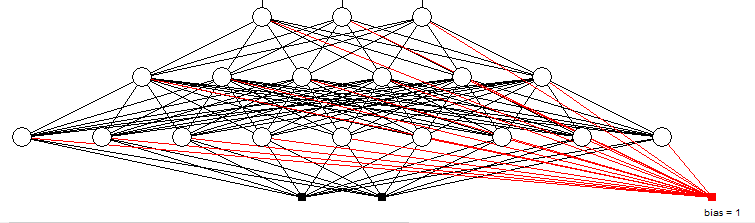 bias = 1